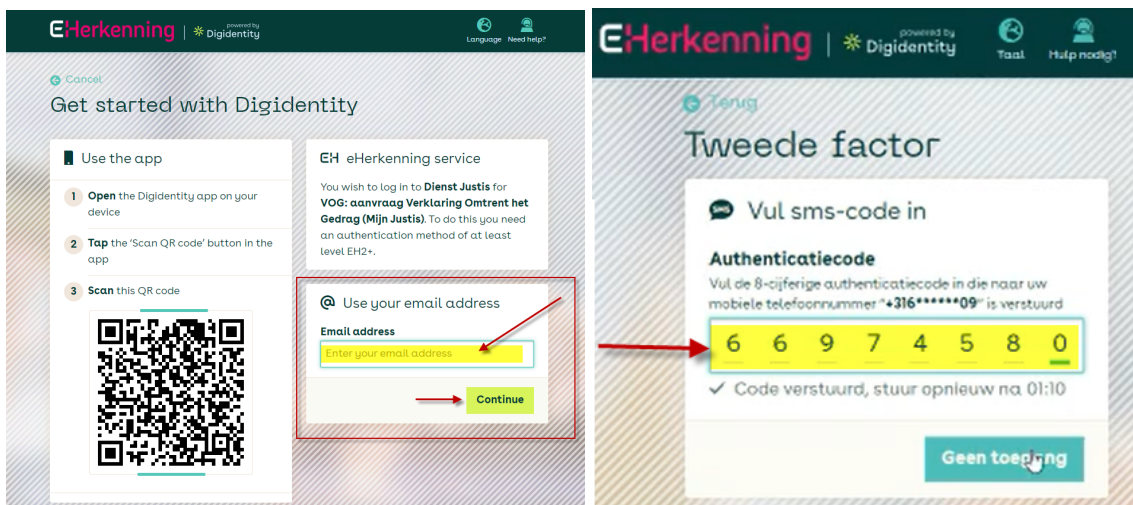 EHerkenning | powered by Digidentity
Language Need help?
Cancel
Get started with Digidentity
Use the app
1 Open the Digidentity app on your
device
2 Tap the 'Scan QR code' button in the
app
3 Scan this QR code
EH eHerkenning service
You wish to log in to Dienst Justis for
VOG: aanvraag Verklaring Omtrent het
Gedrag (Mijn Justis). To do this you need
an authentication method of at least
level EH2+.
@ Use your email address
Email address
Enter your email address
Continue
EHerkenning | powered by Digidentity
Taal Hulp nodig?
Terug
Tweede factor
SMS Vul sms-code in
Authenticatiecode
Vul de 8-cijferige authenticatiecode in die naar uw
mobiele telefoonnummer "+316******09" is verstuurd
6 6 9 7 4 5 8 0
Code verstuurd, stuur opnieuw na 01:10
Geen toegang